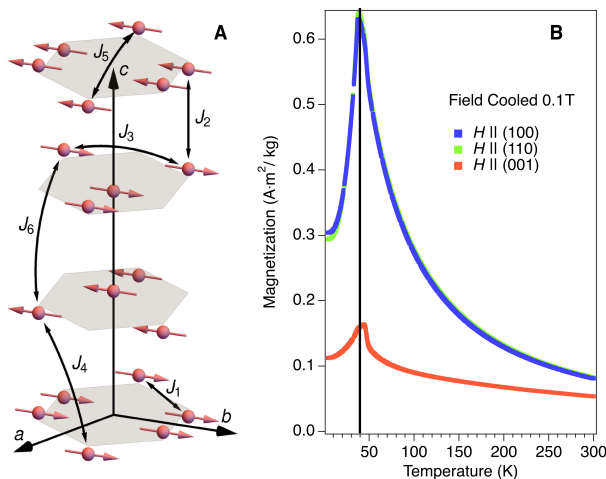 A
J5
c
J2
J3
J6
J4
J1
a
b
B
Field Cooled 0.1T
H || (100)
H || (110)
H || (001)
Magnetization (A·m²/ kg)
0.6
0.5
0.4
0.3
0.2
0.1
0.0
50
100
150
200
250
300
Temperature (K)